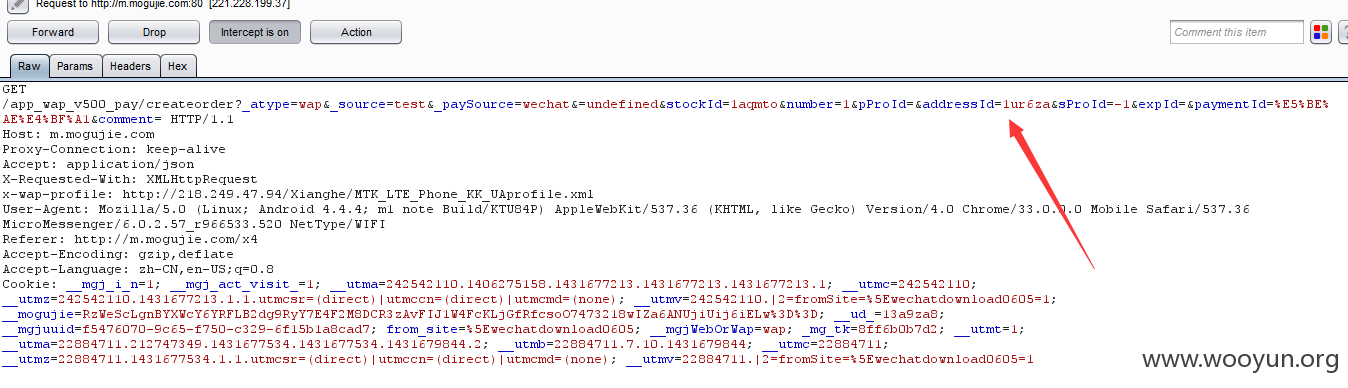 Request to http://m.mogujie.com:80 [221.228.199.37]
Forward Drop Intercept is on Action Comment this item
Raw Params Headers Hex
GET
/app_wap_v500_pay/createorder?_atype=wap&_source=test&_paySource=wechat&=undefined&stockId=1aqmto&number=1&pProId=&addressId=1ur6za&sProId=-1&expId=&paymentId=%E5%BE%
AE%E4%BF%A1&comment= HTTP/1.1
Host: m.mogujie.com
Proxy-Connection: keep-alive
Accept: application/json
X-Requested-With: XMLHttpRequest
x-wap-profile: http://218.249.47.94/Xianghe/MTK_LTE_Phone_KK_UAprofile.xml
User-Agent: Mozilla/5.0 (Linux; Android 4.4.4; m1 note Build/KTU84P) AppleWebKit/537.36 (KHTML, like Gecko) Version/4.0 Chrome/33.0.0.0 Mobile Safari/537.36
MicroMessenger/6.0.2.57_r966533.520 NetType/WIFI
Referer: http://m.mogujie.com/x4
Accept-Encoding: gzip,deflate
Accept-Language: zh-CN,en-US;q=0.8
Cookie: __mgj_i_n=1; __mgj_act_visit_=1; __utma=242542110.1406275158.1431677213.1431677213.1431677213.1; __utmc=242542110;
__utmz=242542110.1431677213.1.1.utmcsr=(direct)|utmccn=(direct)|utmcmd=(none); __utmv=242542110.|2=fromSite=%5Ewechatdownload0605=1;
__mogujie=RzWeScLgnBYXWcY6YRFLB2dg9RyY7E4F2M8DCR3zAvFIJ1W4FcKLjGfRfcsoO7473218wIZa6ANUjiUij6iELw%3D%3D; __ud_=13a9za8;
__mgjuuid=f5476070-9c65-f750-c329-6f15b1a8cad7; from_site=%5Ewechatdownload0605; __mgjWebOrWap=wap; _mg_tk=8ff6b0b7d2; __utmt=1;
__utma=22884711.212747349.1431677534.1431677534.1431679844.2; __utmb=22884711.7.10.1431679844; __utmc=22884711;
__utmz=22884711.1431677534.1.1.utmcsr=(direct)|utmccn=(direct)|utmcmd=(none); __utmv=22884711.|2=fromSite=%5Ewechatdownload0605=1
www.wooyun.org